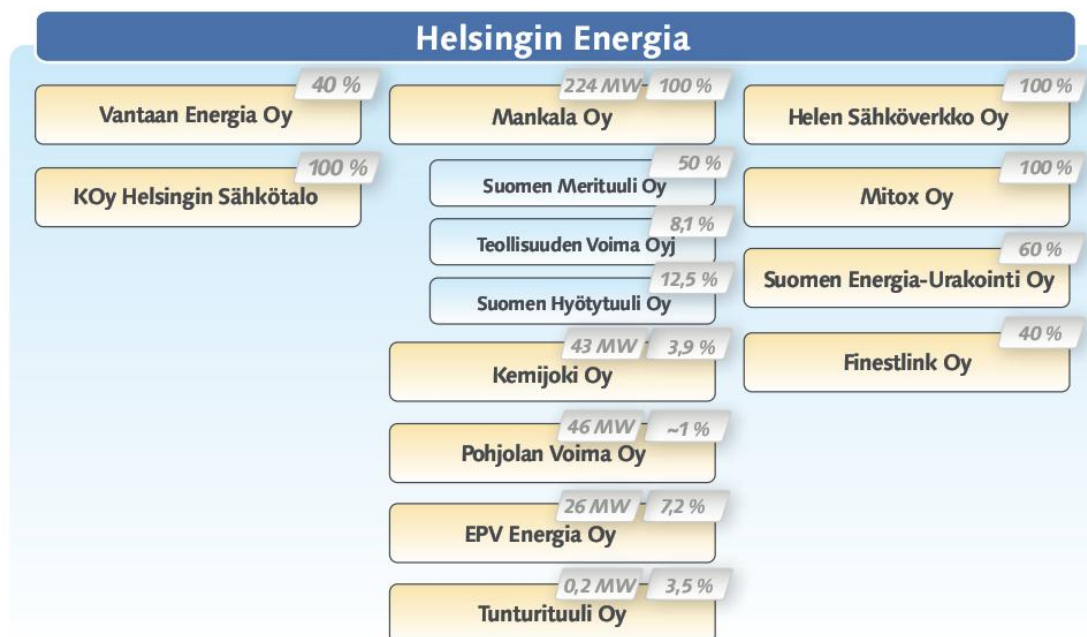 Helsingin Energia
40 %
Vantaan Energia Oy
100 %
KOy Helsingin Sähkötalo
224 MW 100 %
Mankala Oy
50 %
Suomen Merituuli Oy
8,1 %
Teollisuuden Voima Oyj
12,5 %
Suomen Hyötytuuli Oy
43 MW 3,9 %
Kemijoki Oy
46 MW ~1 %
Pohjolan Voima Oy
26 MW 7,2 %
EPV Energia Oy
0,2 MW 3,5 %
Tunturituuli Oy
100 %
Helen Sähköverkko Oy
100 %
Mitox Oy
60 %
Suomen Energia-Urakointi Oy
40 %
Finestlink Oy